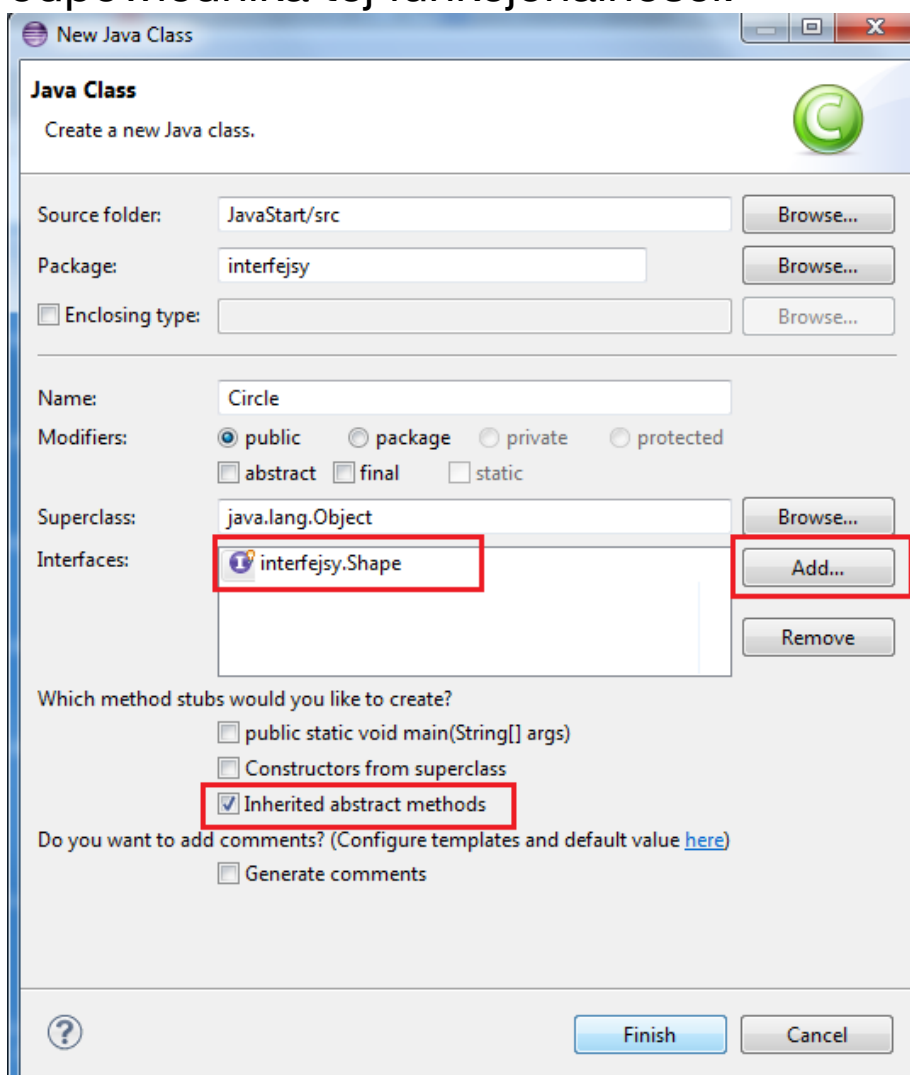 odpowiednika tej funkcjonalności.
New Java Class
Java Class
Create a new Java class.
Source folder: JavaStart/src Browse...
Package: interfejsy Browse...
Enclosing type: Browse...
Name: Circle
Modifiers: public package private protected
abstract final static
Superclass: java.lang.Object Browse...
Interfaces: interfejsy.Shape Add...
Remove
Which method stubs would you like to create?
public static void main(String[] args)
Constructors from superclass
Inherited abstract methods
Do you want to add comments? (Configure templates and default value here)
Generate comments
Finish Cancel